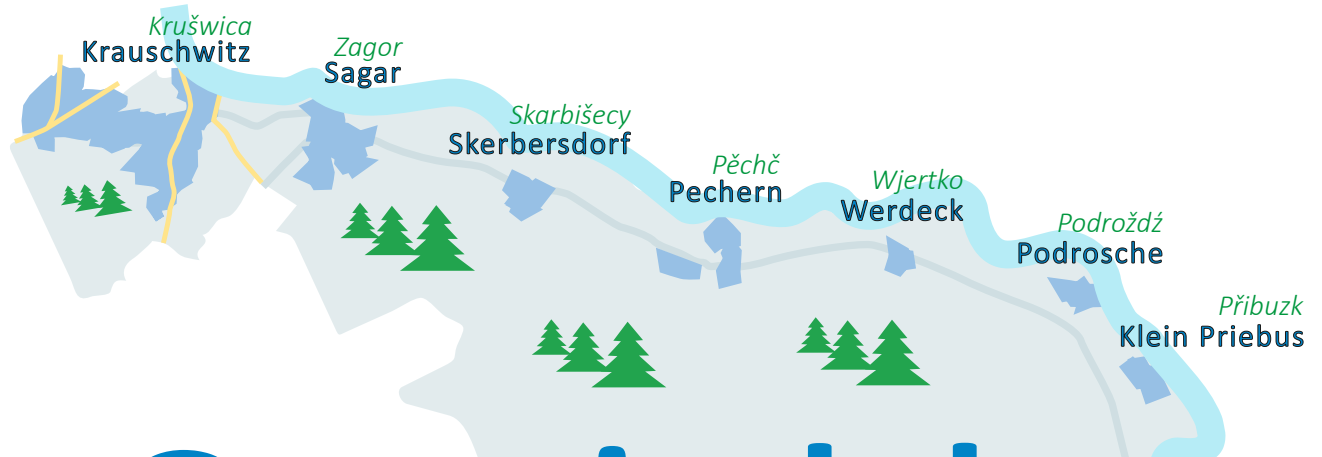 Krušwica
Krauschwitz
Zagor
Sagar
Skarbišecy
Skerbersdorf
Pěchč
Pechern
Wjertko
Werdeck
Podroždź
Podrosche
Přibuzk
Klein Priebus